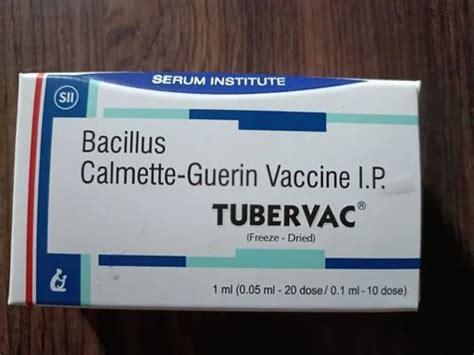 SERUM INSTITUTE
SII
Bacillus
Calmette-Guerin Vaccine I.P.
TUBERVAC®
(Freeze - Dried)
1 ml (0.05 ml - 20 dose / 0.1 ml - 10 dose)